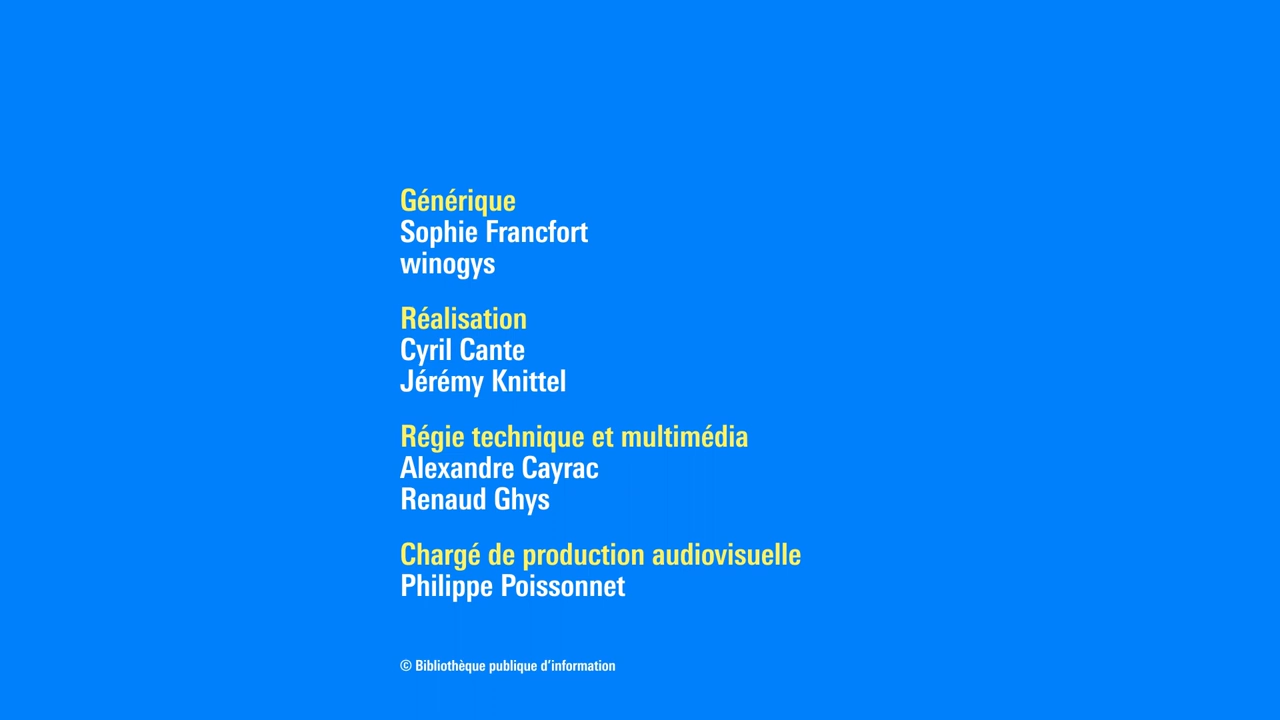 Générique
Sophie Francfort
winogys
Réalisation
Cyril Cante
Jérémy Knittel
Régie technique et multimédia
Alexandre Cayrac
Renaud Ghys
Chargé de production audiovisuelle
Philippe Poissonnet
© Bibliothèque publique d’information